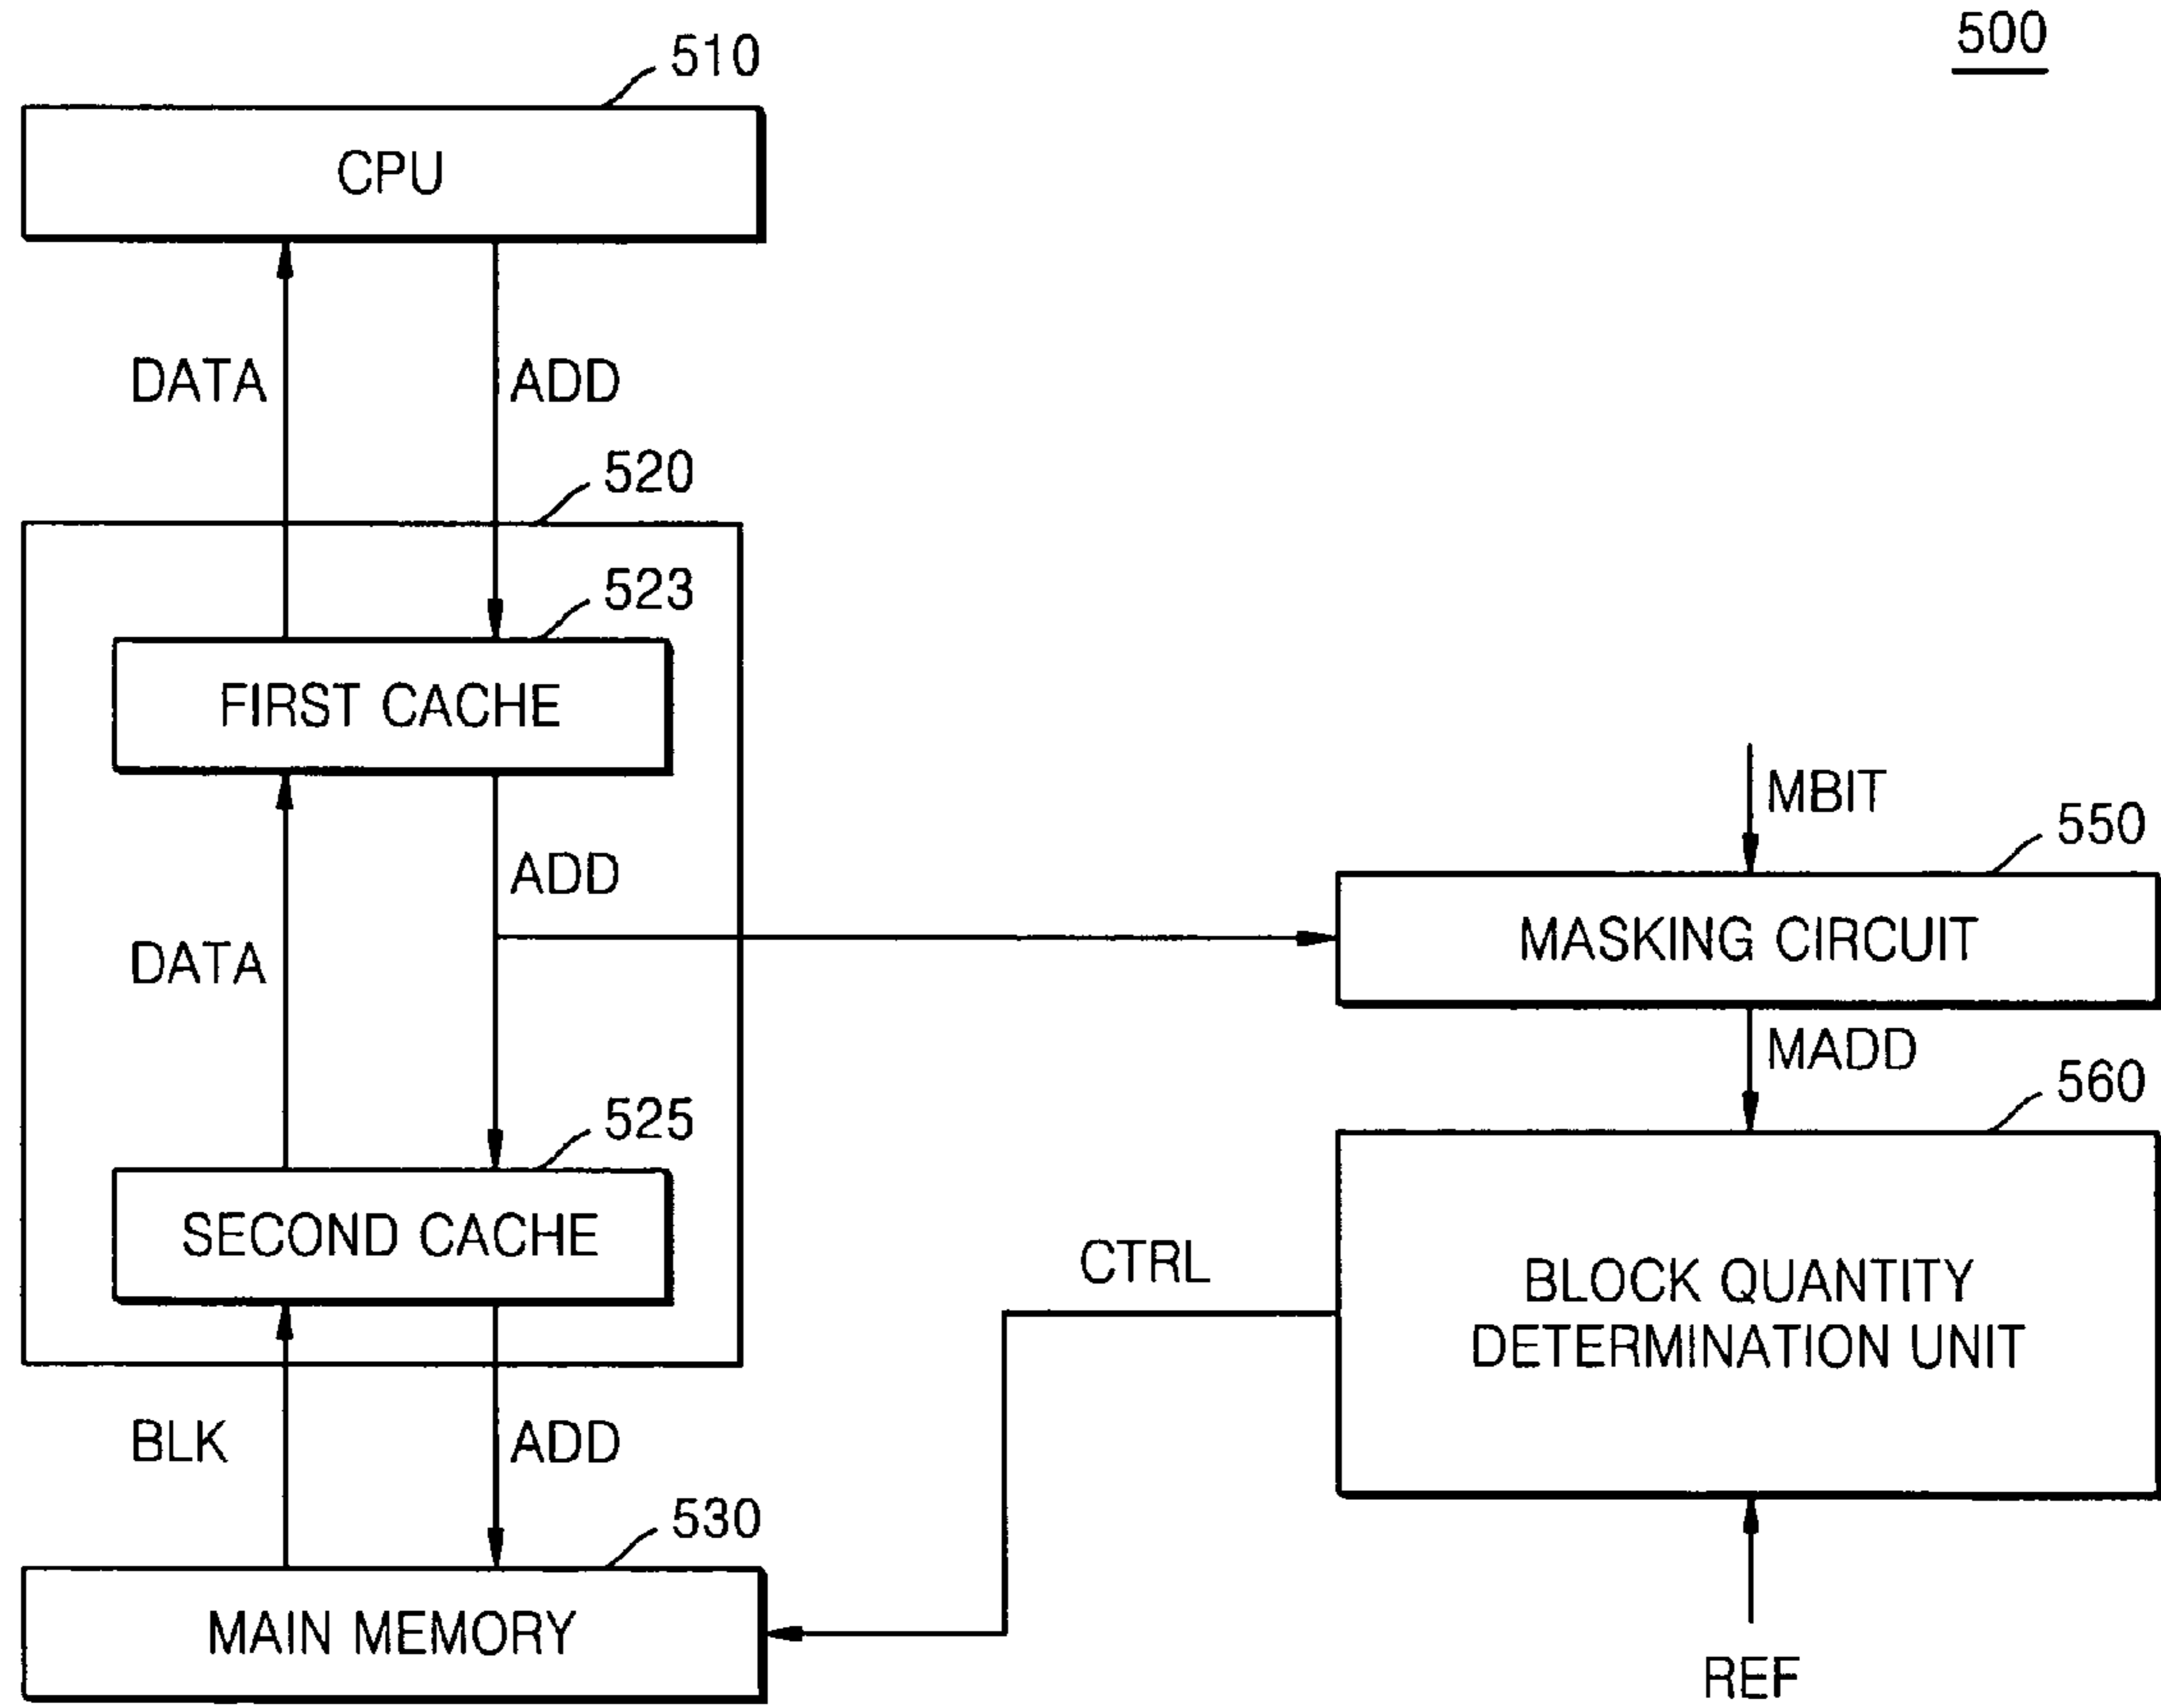 500
510
CPU
DATA
ADD
520
523
FIRST CACHE
MBIT
550
ADD
MASKING CIRCUIT
DATA
MADD
560
525
SECOND CACHE
CTRL
BLOCK QUANTITY
DETERMINATION UNIT
BLK
ADD
530
MAIN MEMORY
REF